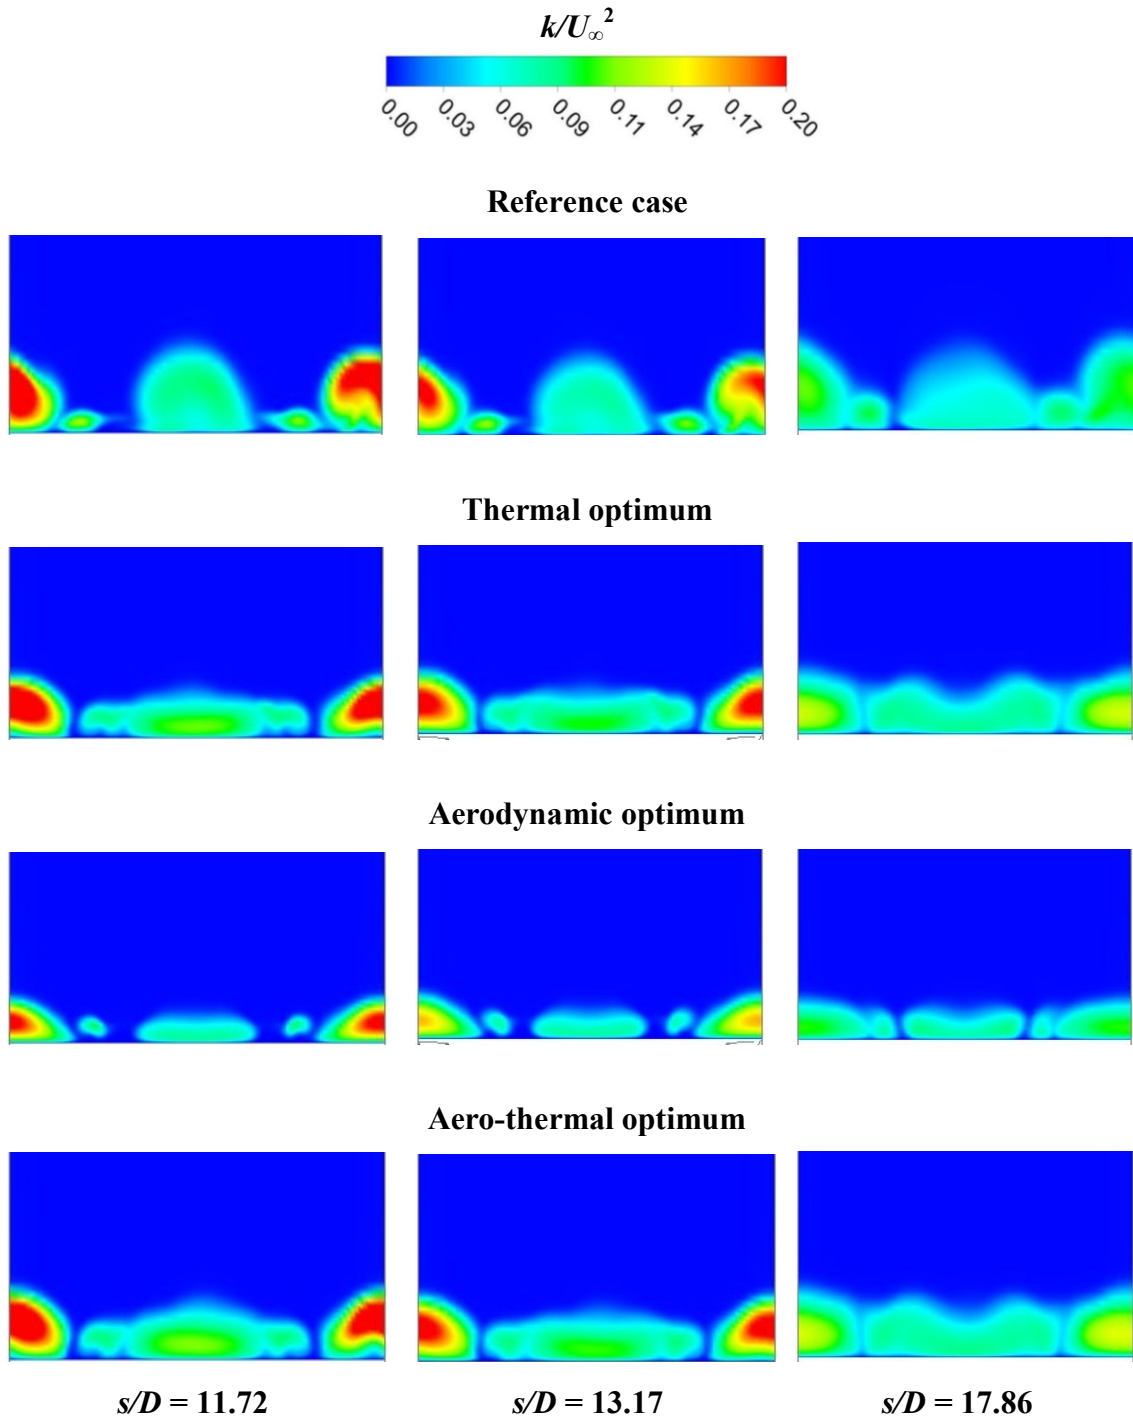 k/U∞²
0.00 0.03 0.06 0.09 0.11 0.14 0.17 0.20
Reference case
Thermal optimum
Aerodynamic optimum
Aero-thermal optimum
s/D = 11.72 s/D = 13.17 s/D = 17.86